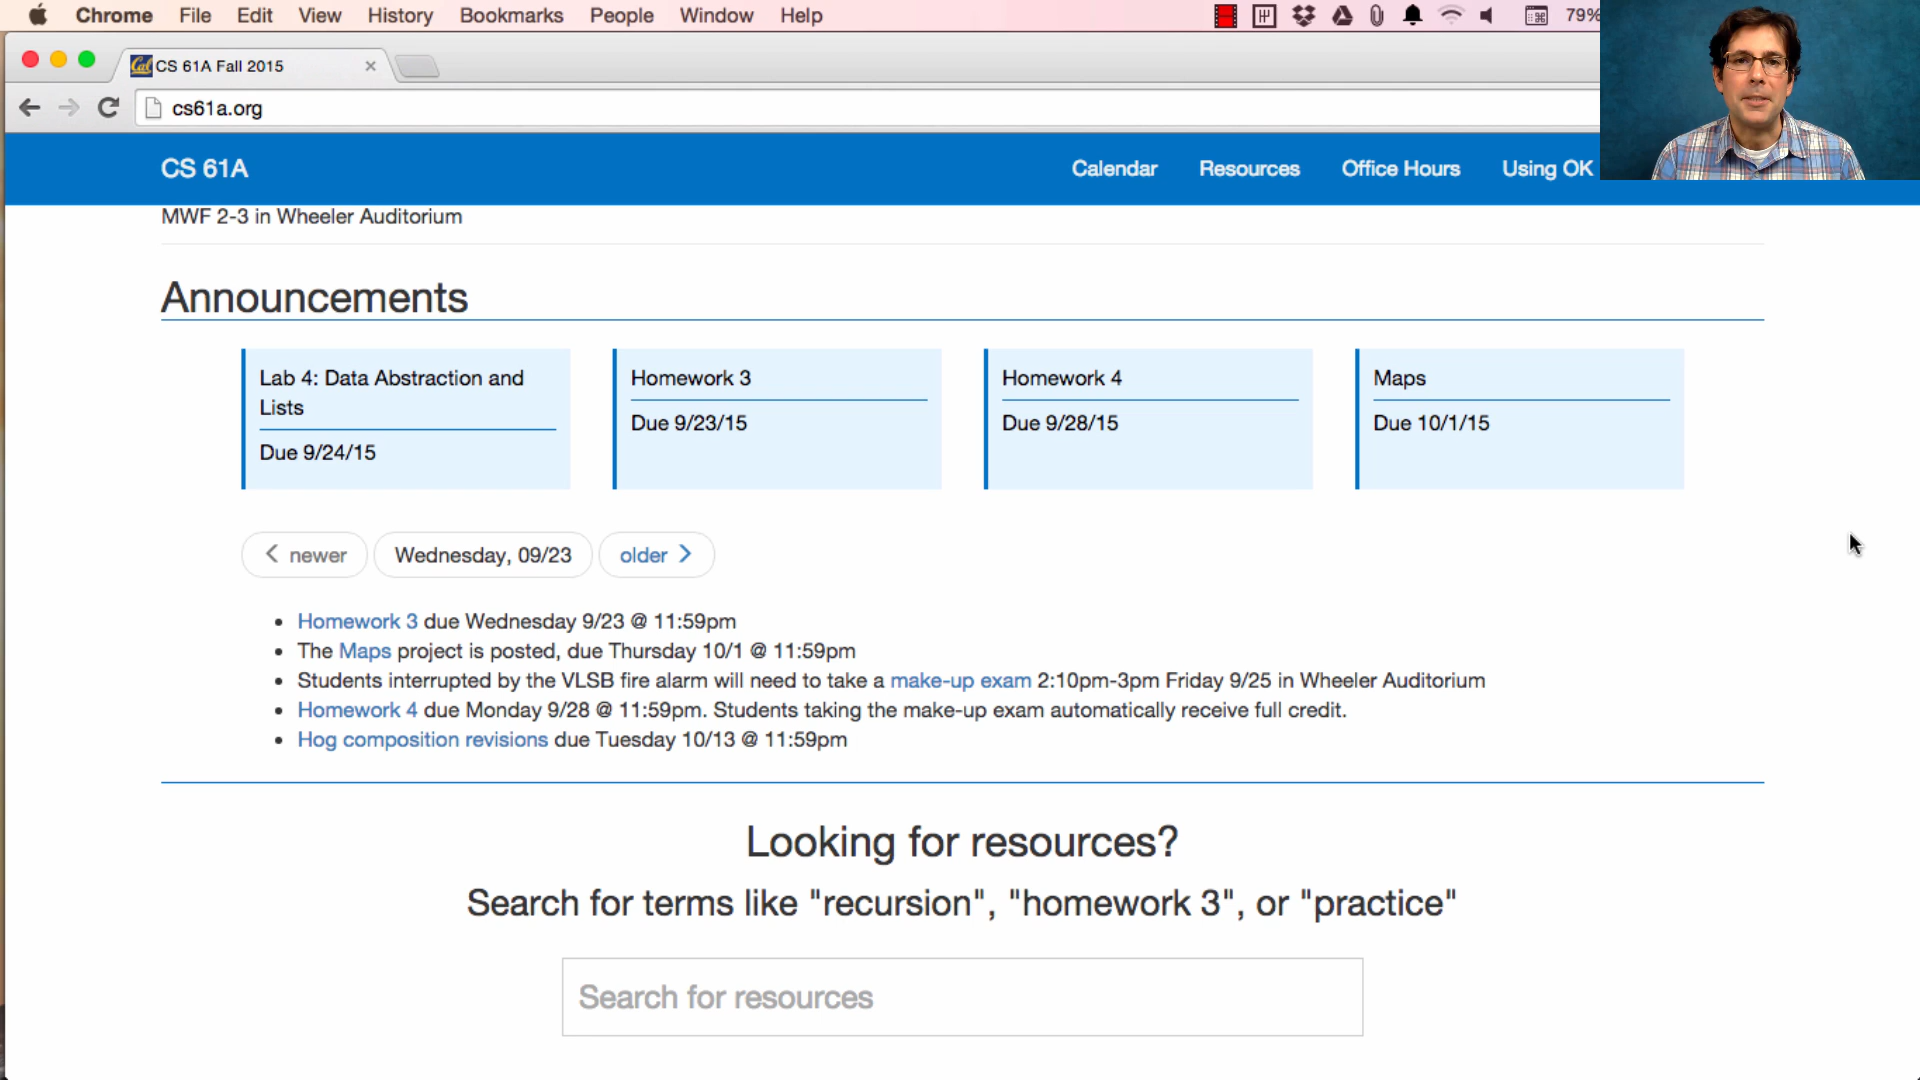 Chrome File Edit View History Bookmarks People Window Help 79%
Cal CS 61A Fall 2015
cs61a.org
CS 61A Calendar Resources Office Hours Using OK
MWF 2-3 in Wheeler Auditorium
Announcements
Lab 4: Data Abstraction and
Lists
Due 9/24/15
Homework 3
Due 9/23/15
Homework 4
Due 9/28/15
Maps
Due 10/1/15
newer Wednesday, 09/23 older
Homework 3 due Wednesday 9/23 @ 11:59pm
The Maps project is posted, due Thursday 10/1 @ 11:59pm
Students interrupted by the VLSB fire alarm will need to take a make-up exam 2:10pm-3pm Friday 9/25 in Wheeler Auditorium
Homework 4 due Monday 9/28 @ 11:59pm. Students taking the make-up exam automatically receive full credit.
Hog composition revisions due Tuesday 10/13 @ 11:59pm
Looking for resources?
Search for terms like "recursion", "homework 3", or "practice"
Search for resources